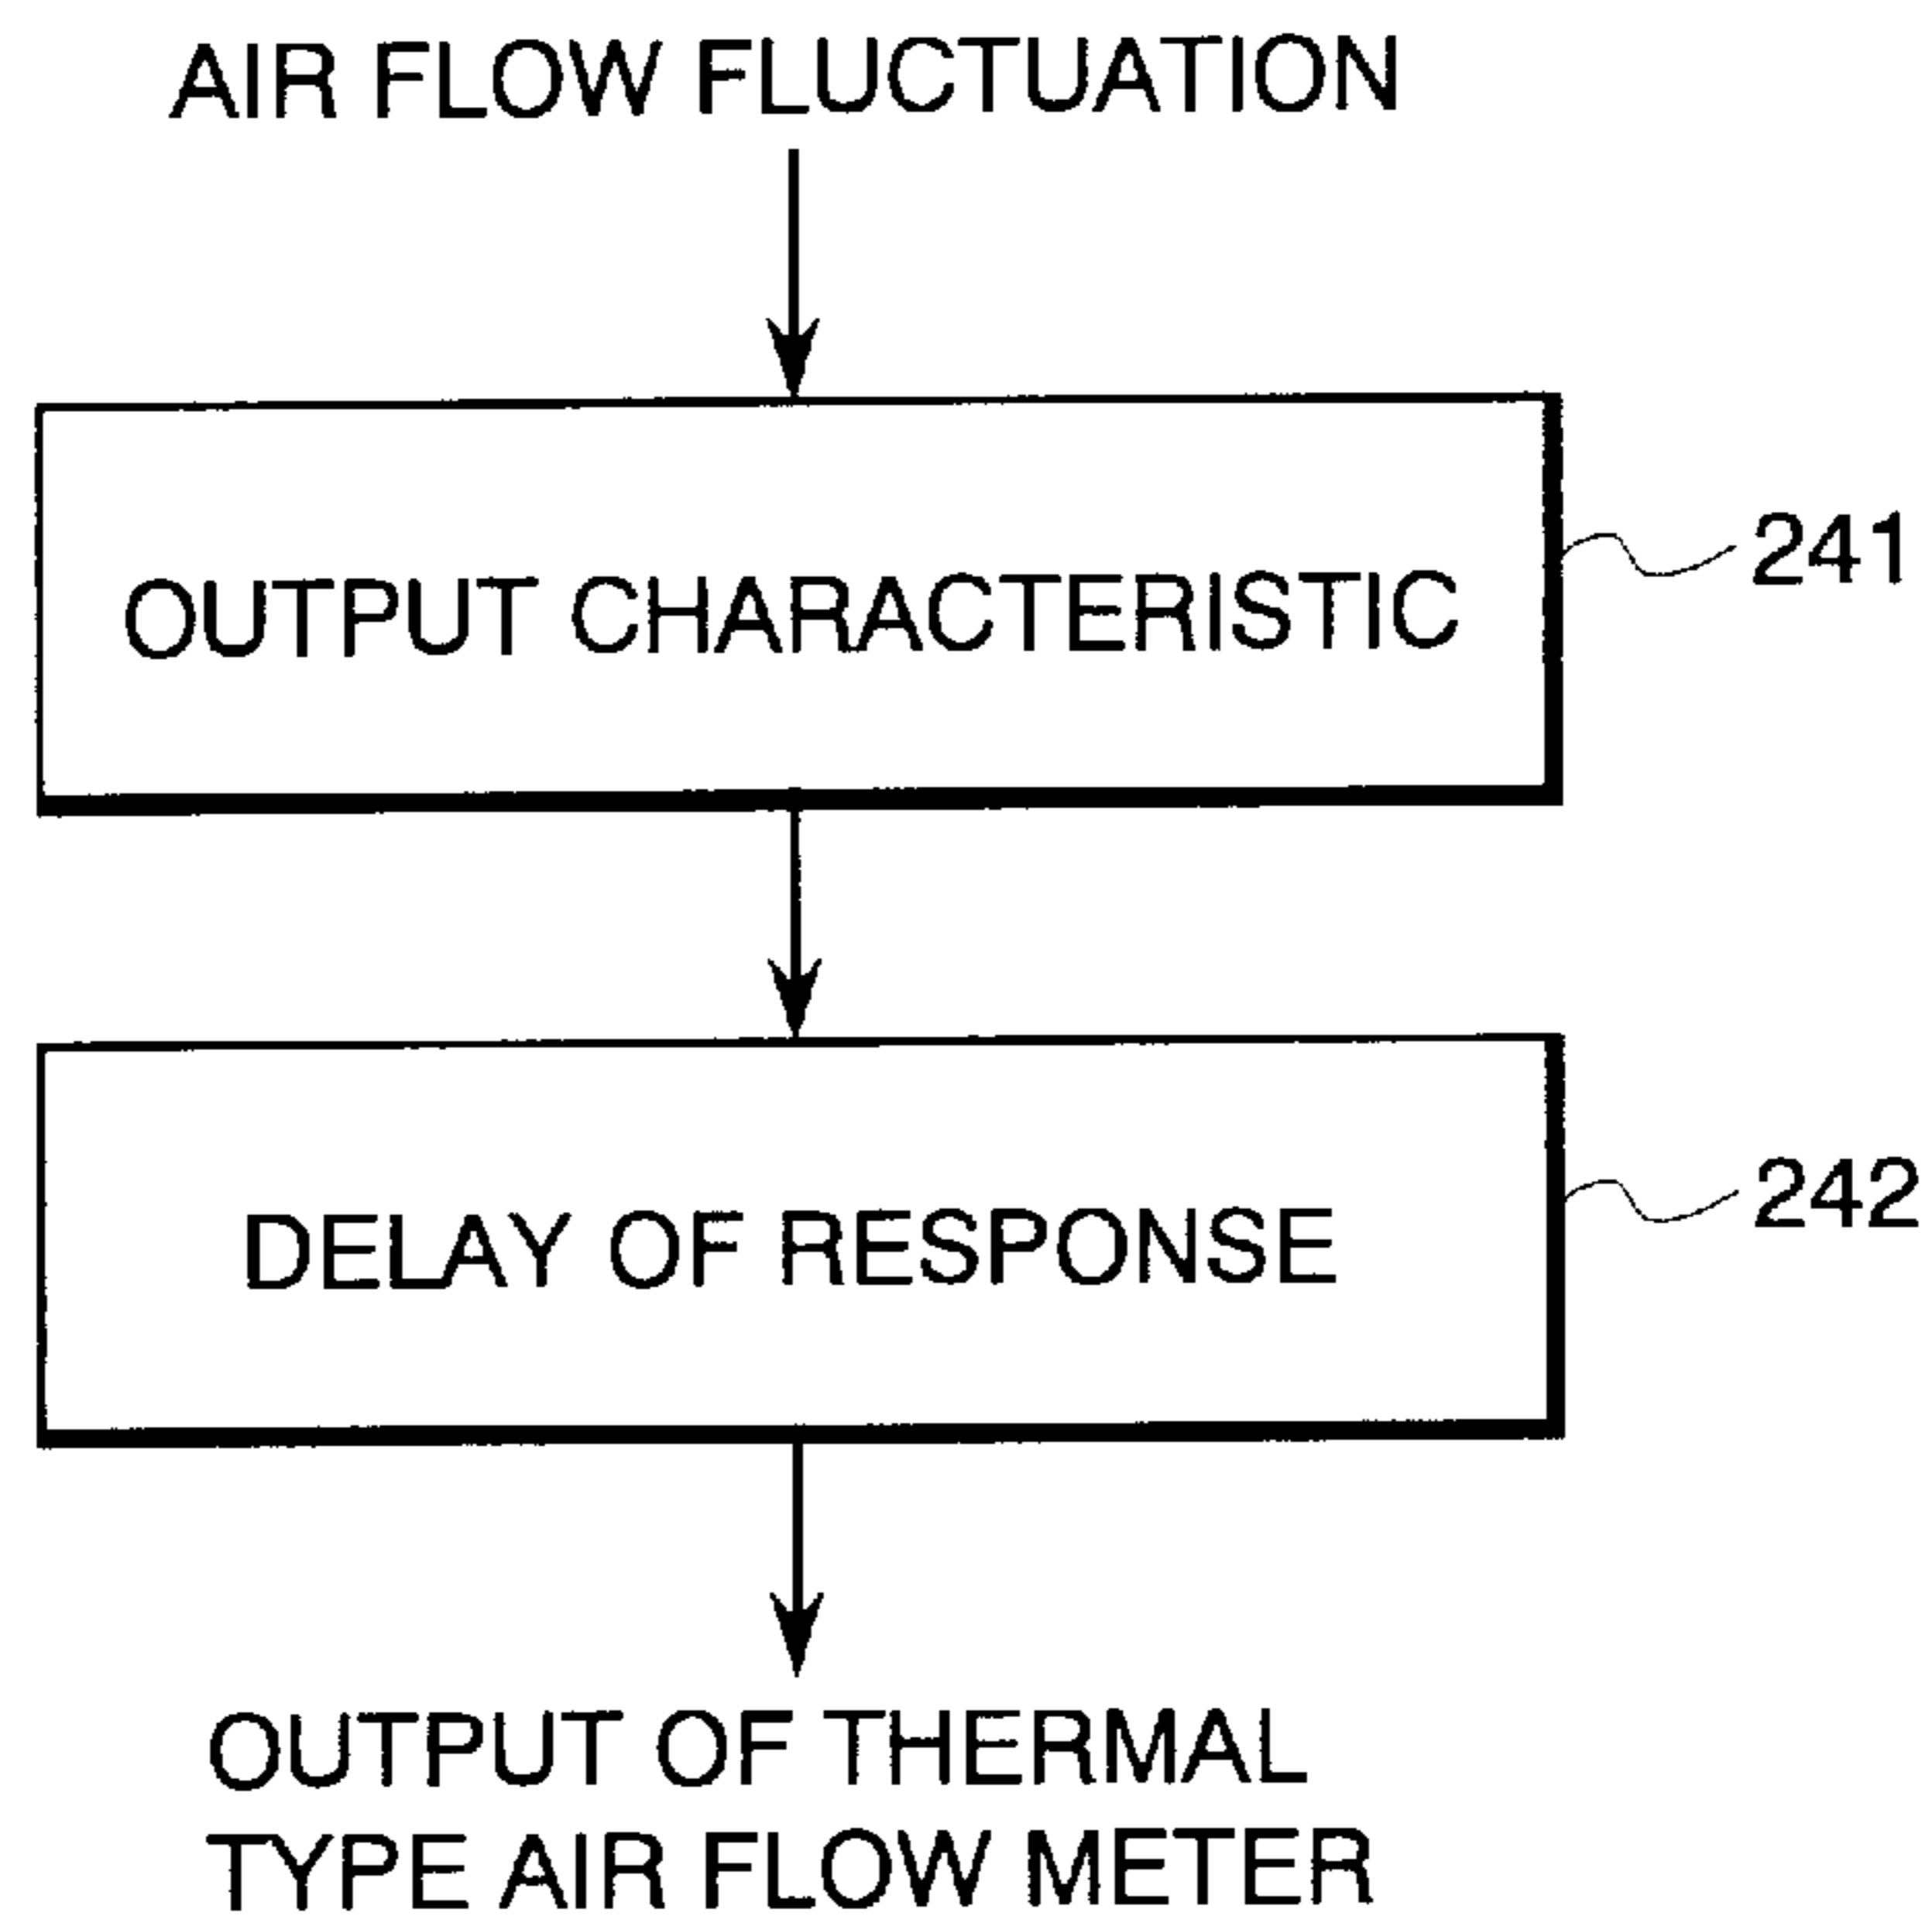 AIR FLOW FLUCTUATION
OUTPUT CHARACTERISTIC
241
DELAY OF RESPONSE
242
OUTPUT OF THERMAL
TYPE AIR FLOW METER